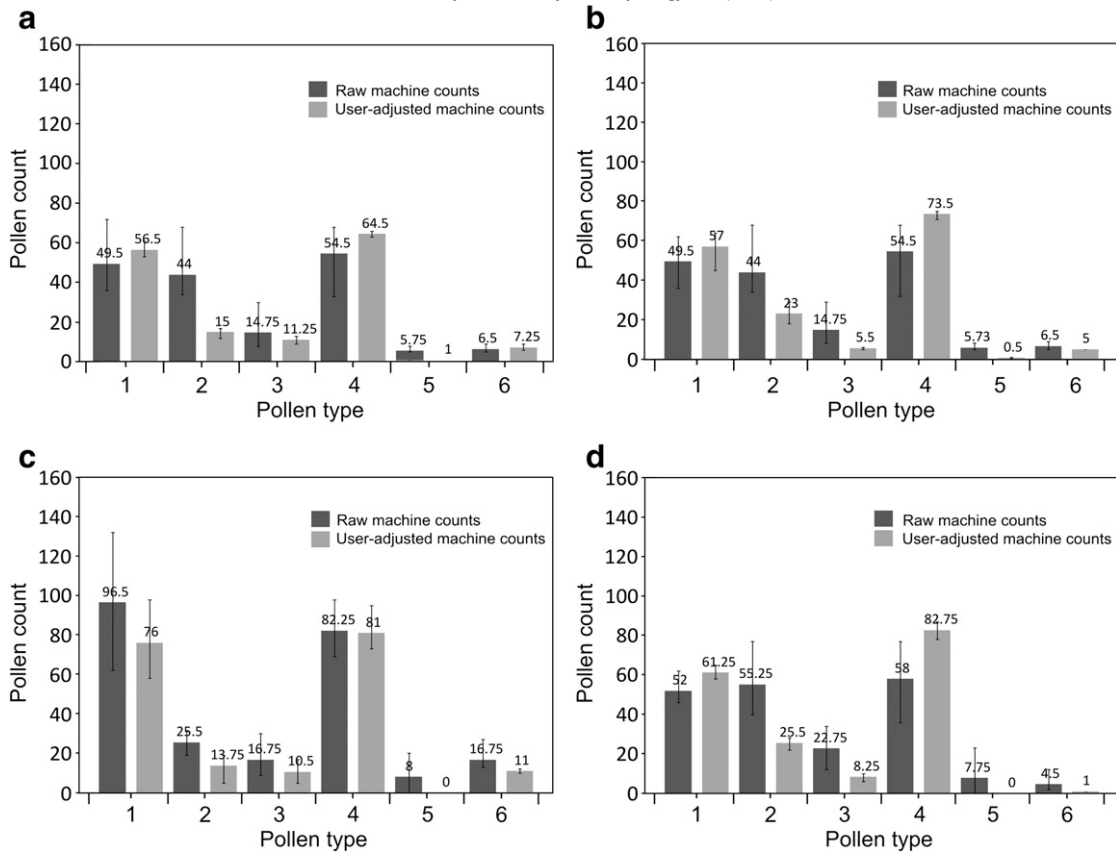 a
160
140
120
100
80
60
40
20
0
Pollen count
Raw machine counts
User-adjusted machine counts
49.5 56.5 44 15 14.75 11.25 54.5 64.5 5.75 1 6.5 7.25
1 2 3 4 5 6
Pollen type
b
160
140
120
100
80
60
40
20
0
Pollen count
Raw machine counts
User-adjusted machine counts
49.5 57 44 23 14.75 5.5 54.5 73.5 5.73 0.5 6.5 5
1 2 3 4 5 6
Pollen type
c
160
140
120
100
80
60
40
20
0
Pollen count
Raw machine counts
User-adjusted machine counts
96.5 76 25.5 13.75 16.75 10.5 82.25 81 8 0 16.75 11
1 2 3 4 5 6
Pollen type
d
160
140
120
100
80
60
40
20
0
Pollen count
Raw machine counts
User-adjusted machine counts
52 61.25 55.25 25.5 22.75 8.25 58 82.75 7.75 0 4.5 1
1 2 3 4 5 6
Pollen type